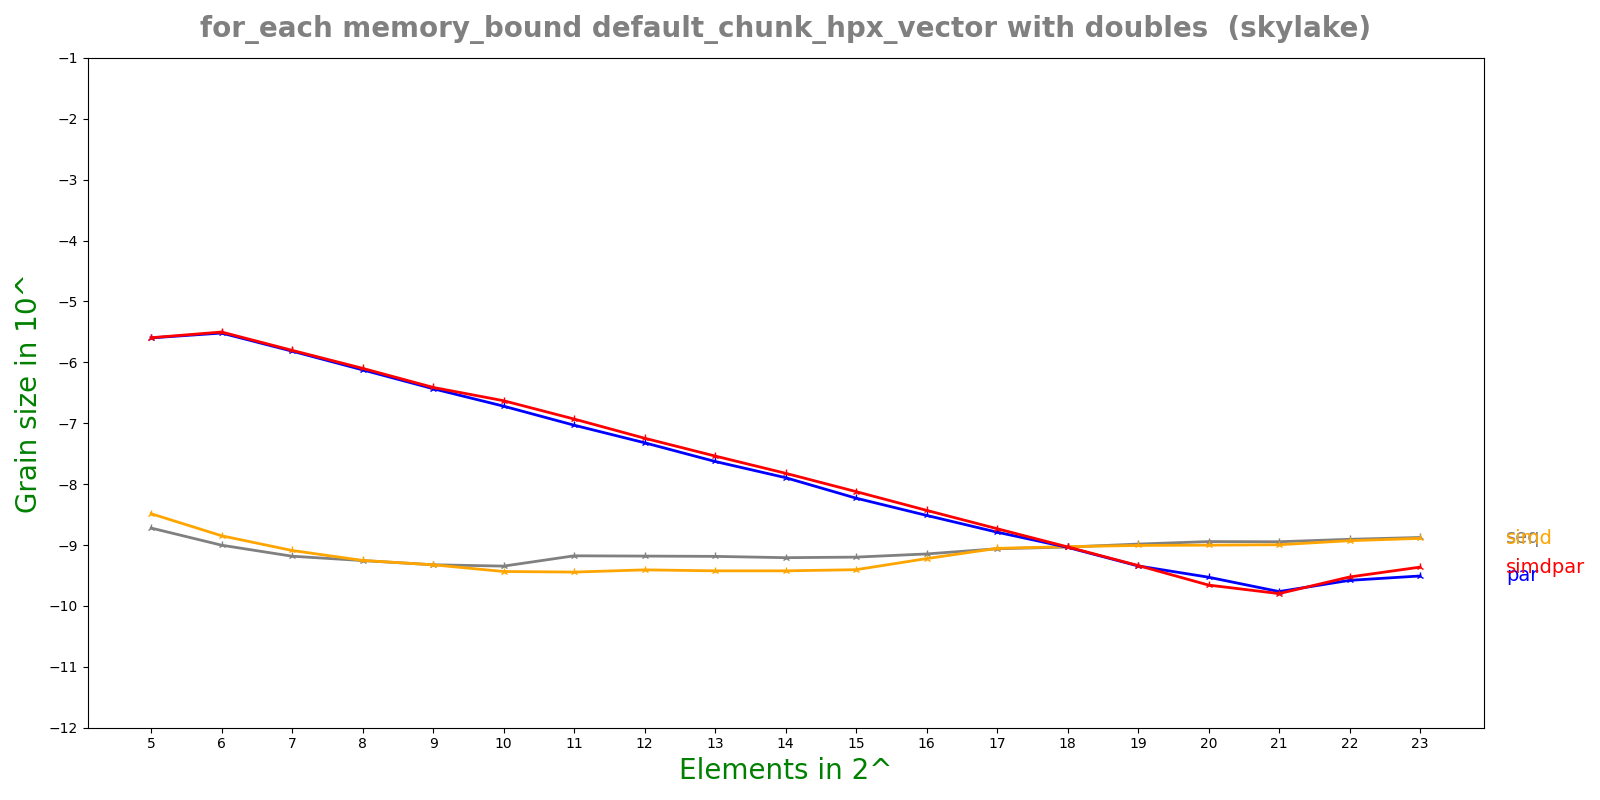 for_each memory_bound default_chunk_hpx_vector with doubles (skylake)
Grain size in 10^
−1
−2
−3
−4
−5
−6
−7
−8
−9
−10
−11
−12
5 6 7 8 9 10 11 12 13 14 15 16 17 18 19 20 21 22 23
Elements in 2^
simd
simdpar
par